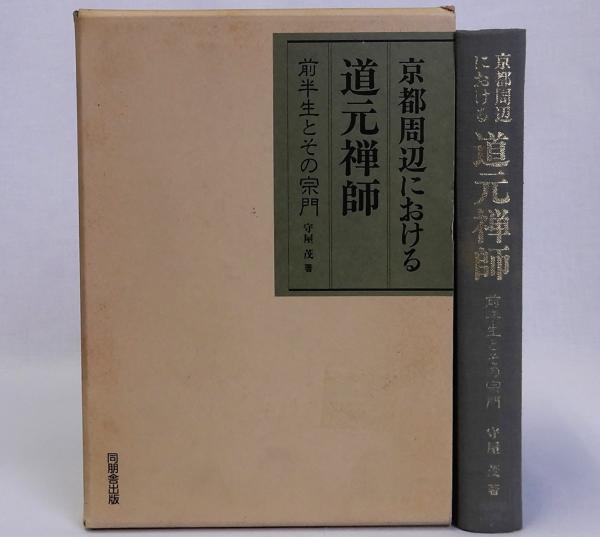 京都周辺における
道元禅師
前半生とその宗門
守屋茂著
同朋舎出版
京都周辺
における
道元禅師
前半生とその宗門
守屋茂著